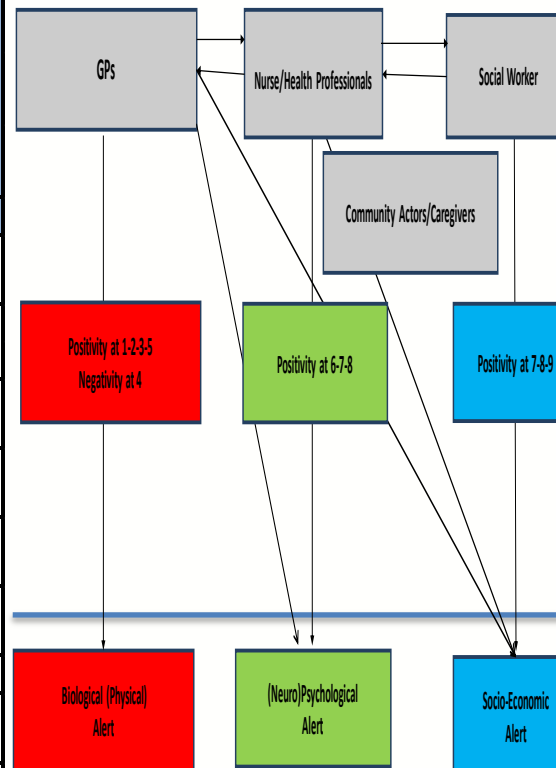 GPs
Nurse/Health Professionals
Social Worker
Community Actors/Caregivers
Positivity at 1-2-3-5
Negativity at 4
Positivity at 6-7-8
Positivity at 7-8-9
Biological (Physical)
Alert
(Neuro)Psychological
Alert
Socio-Economic
Alert